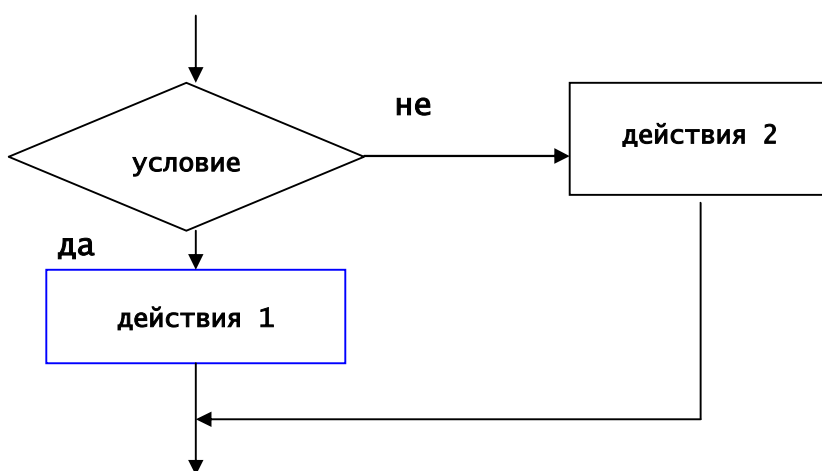 не
действия 2
условие
да
действия 1